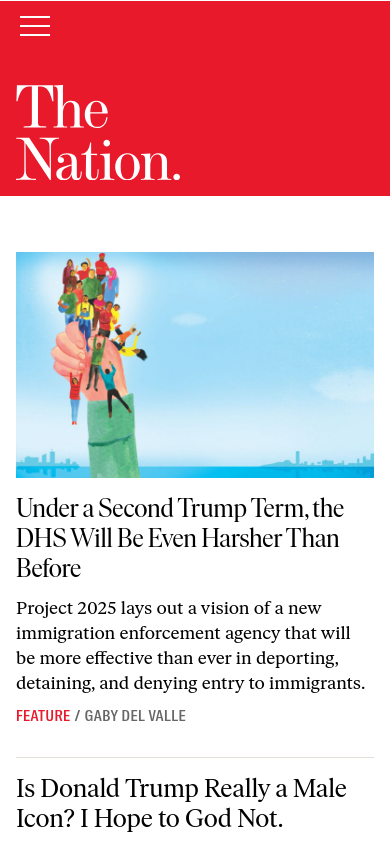 The
Nation.
Under a Second Trump Term, the
DHS Will Be Even Harsher Than
Before
Project 2025 lays out a vision of a new
immigration enforcement agency that will
be more effective than ever in deporting,
detaining, and denying entry to immigrants.
FEATURE / GABY DEL VALLE
Is Donald Trump Really a Male
Icon? I Hope to God Not.